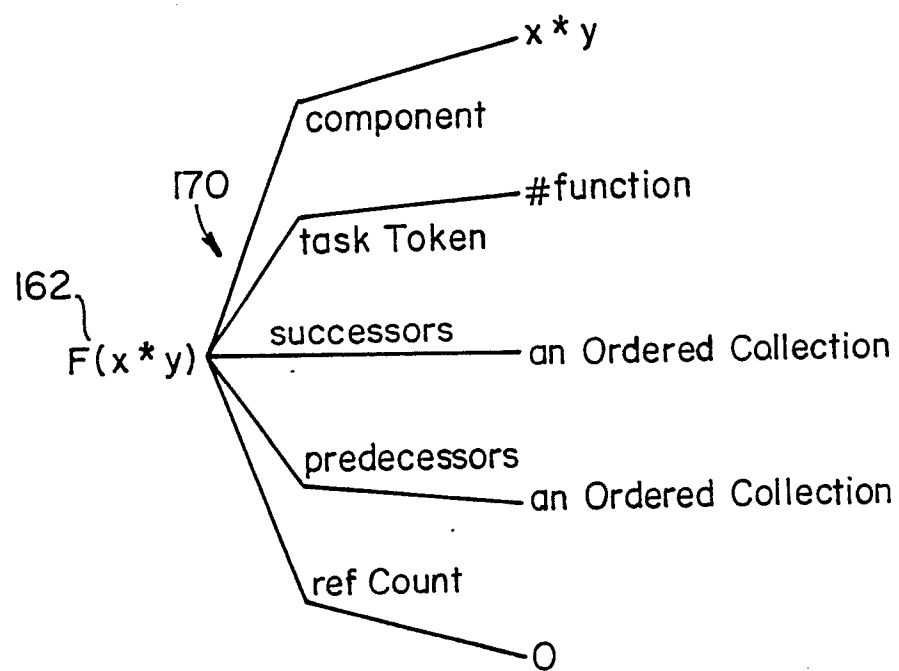 x * y
component
170
#function
task Token
162
successors
F(x * y)
an Ordered Collection
predecessors
an Ordered Collection
ref Count
0